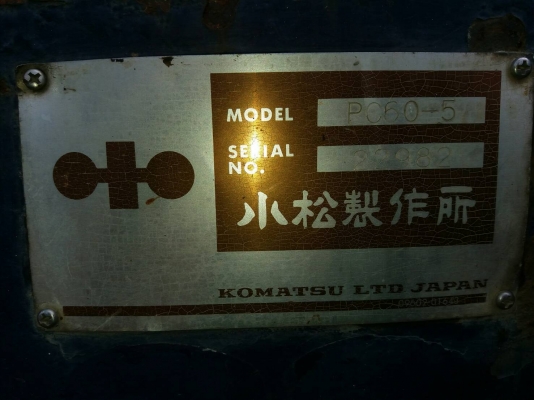 MODEL PC60-5
SERIAL NO.
小松製作所
KOMATSU LTD JAPAN